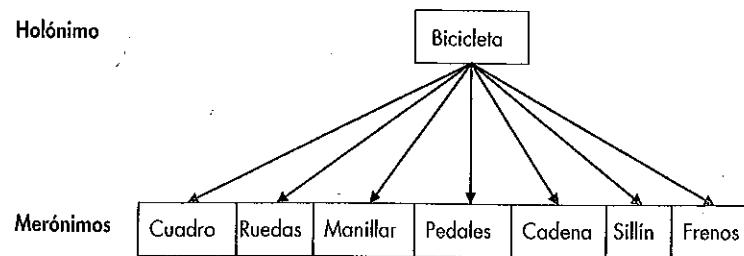 Holónimo
Bicicleta
Merónimos
Cuadro Ruedas Manillar Pedales Cadena Sillín Frenos